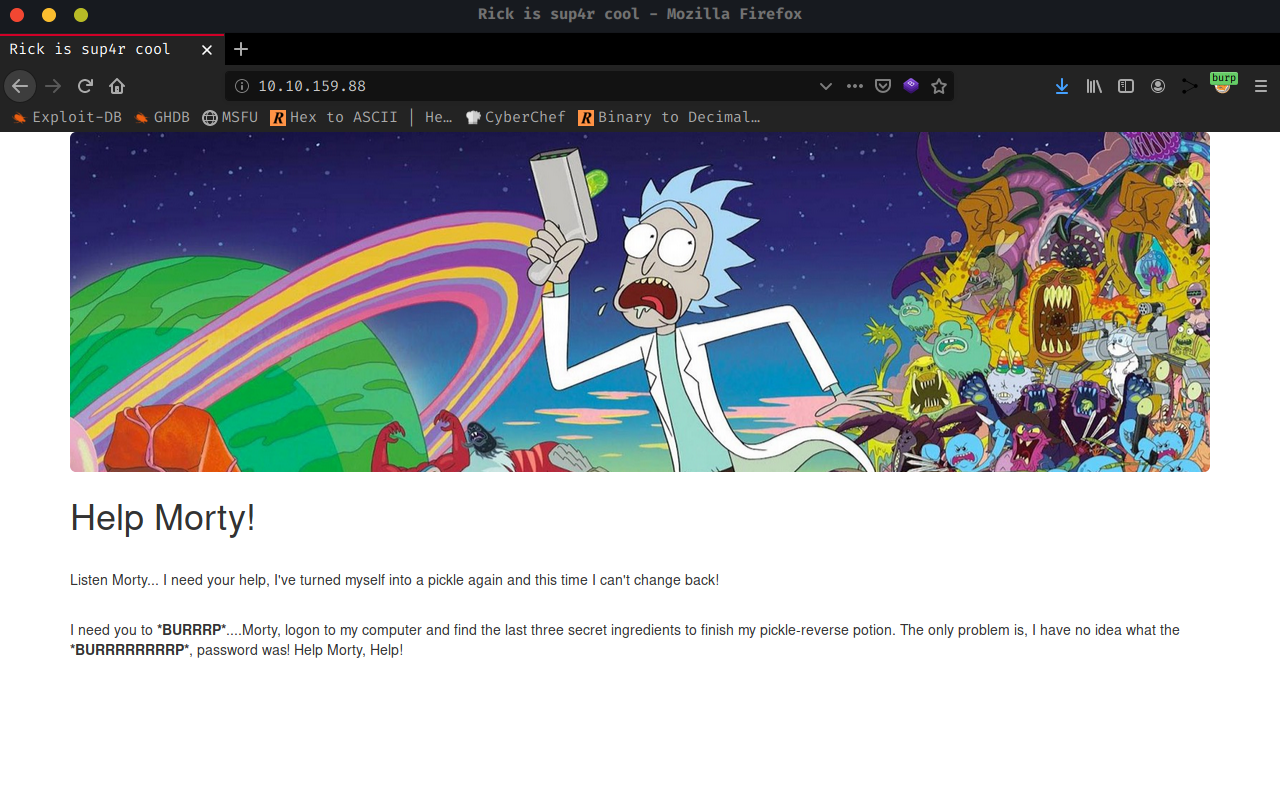 Rick is sup4r cool - Mozilla Firefox
Rick is sup4r cool
10.10.159.88
burp
Exploit-DB GHDB MSFU Hex to ASCII | He… CyberChef Binary to Decimal…
Help Morty!
Listen Morty... I need your help, I've turned myself into a pickle again and this time I can't change back!
I need you to *BURRRP*....Morty, logon to my computer and find the last three secret ingredients to finish my pickle-reverse potion. The only problem is, I have no idea what the
*BURRRRRRRRP*, password was! Help Morty, Help!